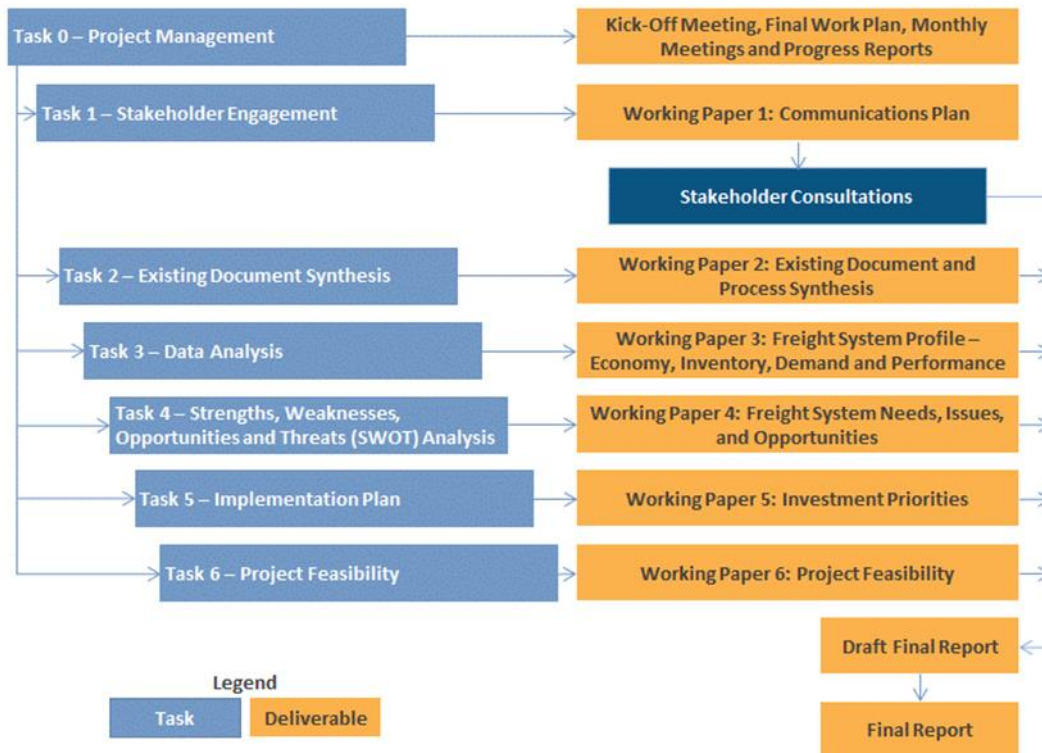 Task 0 – Project Management
Kick-Off Meeting, Final Work Plan, Monthly
Meetings and Progress Reports
Task 1 – Stakeholder Engagement
Working Paper 1: Communications Plan
Stakeholder Consultations
Task 2 – Existing Document Synthesis
Working Paper 2: Existing Document and
Process Synthesis
Task 3 – Data Analysis
Working Paper 3: Freight System Profile –
Economy, Inventory, Demand and Performance
Task 4 – Strengths, Weaknesses,
Opportunities and Threats (SWOT) Analysis
Working Paper 4: Freight System Needs, Issues,
and Opportunities
Task 5 – Implementation Plan
Working Paper 5: Investment Priorities
Task 6 – Project Feasibility
Working Paper 6: Project Feasibility
Draft Final Report
Final Report
Legend
Task
Deliverable